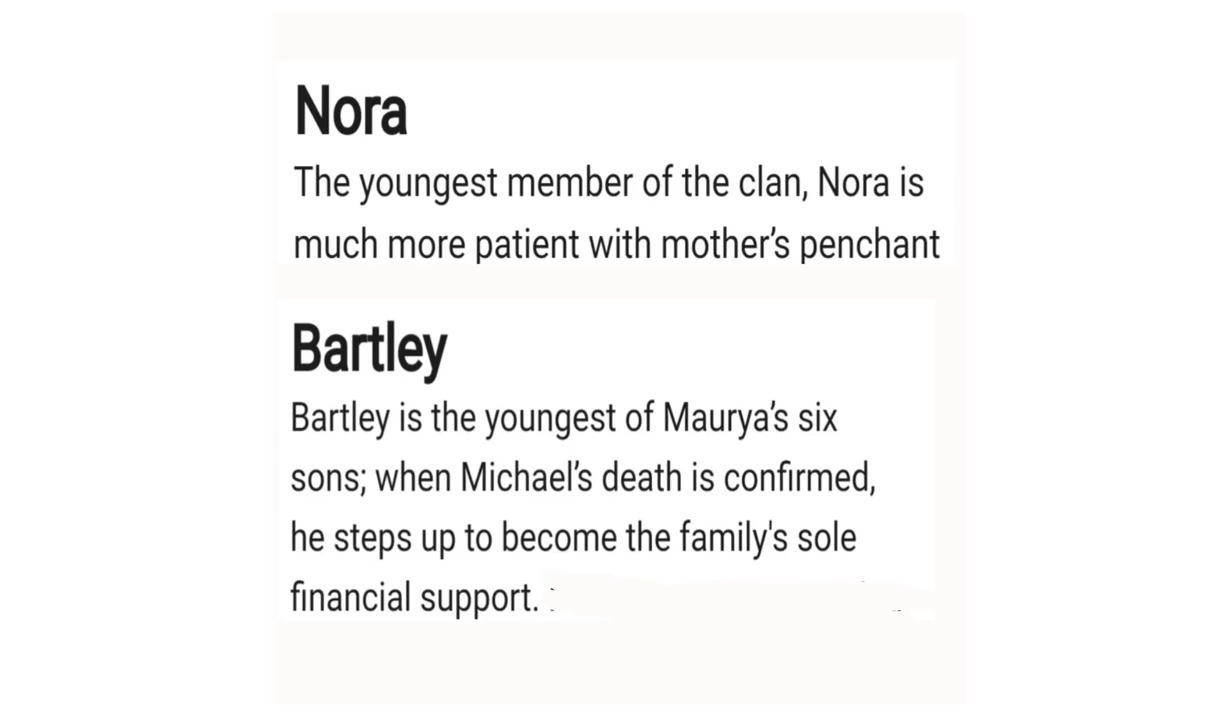 Nora
The youngest member of the clan, Nora is
much more patient with mother’s penchant
Bartley
Bartley is the youngest of Maurya’s six
sons; when Michael’s death is confirmed,
he steps up to become the family's sole
financial support.